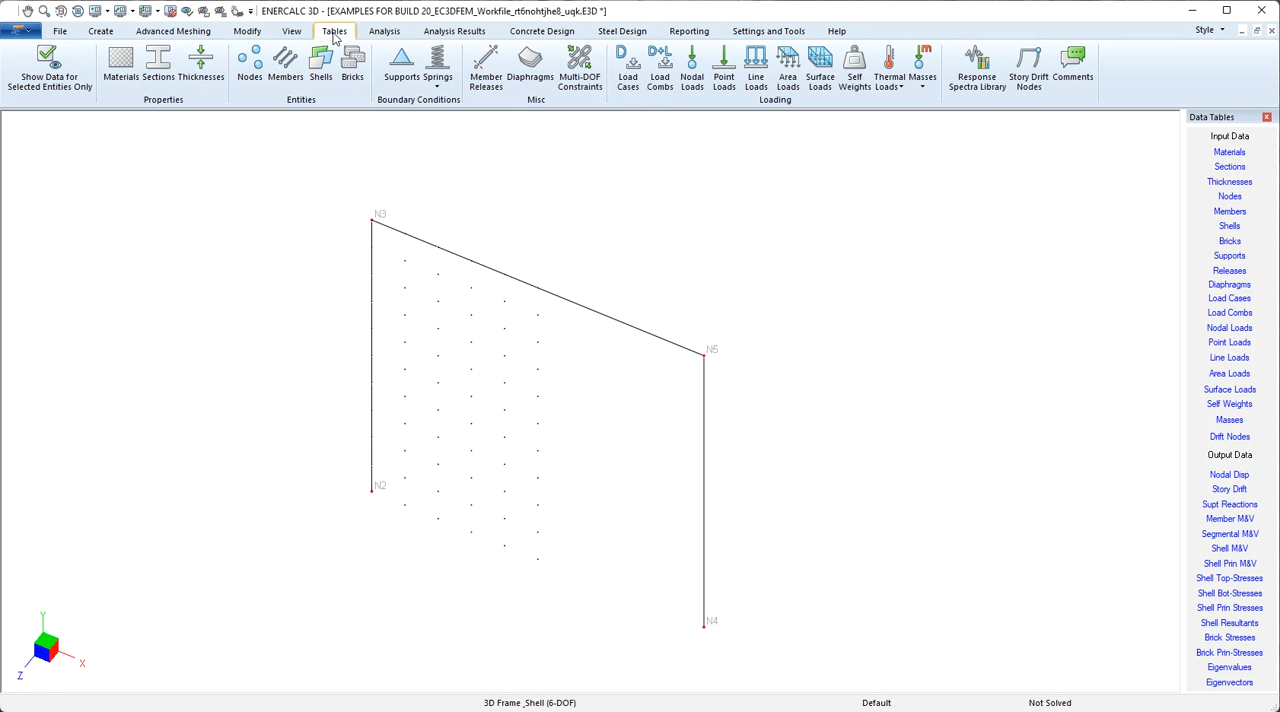 ENERCALC 3D - [EXAMPLES FOR BUILD 20_EC3DFEM_Workfile_rt6nohtjhe8_uqk.E3D *]
File Create Advanced Meshing Modify View Tables Analysis Analysis Results Concrete Design Steel Design Reporting Settings and Tools Help Style
Show Data for Selected Entities Only
Materials Sections Thicknesses
Nodes Members Shells Bricks
Supports Springs
Member Releases Diaphragms Multi-DOF Constraints
Load Cases Load Combs Nodal Loads Point Loads Line Loads Area Loads Surface Loads Self Weights Thermal Loads Masses
Response Spectra Library Story Drift Nodes Comments
Properties Entities Boundary Conditions Misc Loading
Data Tables
Input Data
Materials
Sections
Thicknesses
Nodes
Members
Shells
Bricks
Supports
Releases
Diaphragms
Load Cases
Load Combs
Nodal Loads
Point Loads
Line Loads
Area Loads
Surface Loads
Self Weights
Masses
Drift Nodes
Output Data
Nodal Disp
Story Drift
Supt Reactions
Member M&V
Segmental M&V
Shell M&V
Shell Prin M&V
Shell Top-Stresses
Shell Bot-Stresses
Shell Prin Stresses
Shell Resultants
Brick Stresses
Brick Prin-Stresses
Eigenvalues
Eigenvectors
N3
N5
N2
N4
Y
X
Z
3D Frame_Shell (6-DOF) Default Not Solved